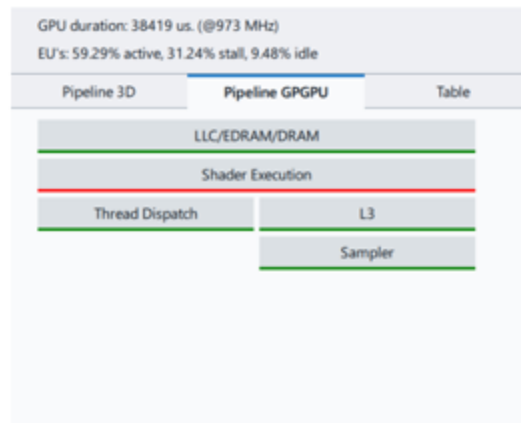 GPU duration: 38419 us. (@973 MHz)
EU's: 59.29% active, 31.24% stall, 9.48% idle
Pipeline 3D Pipeline GPGPU Table
LLC/EDRAM/DRAM
Shader Execution
Thread Dispatch L3
Sampler